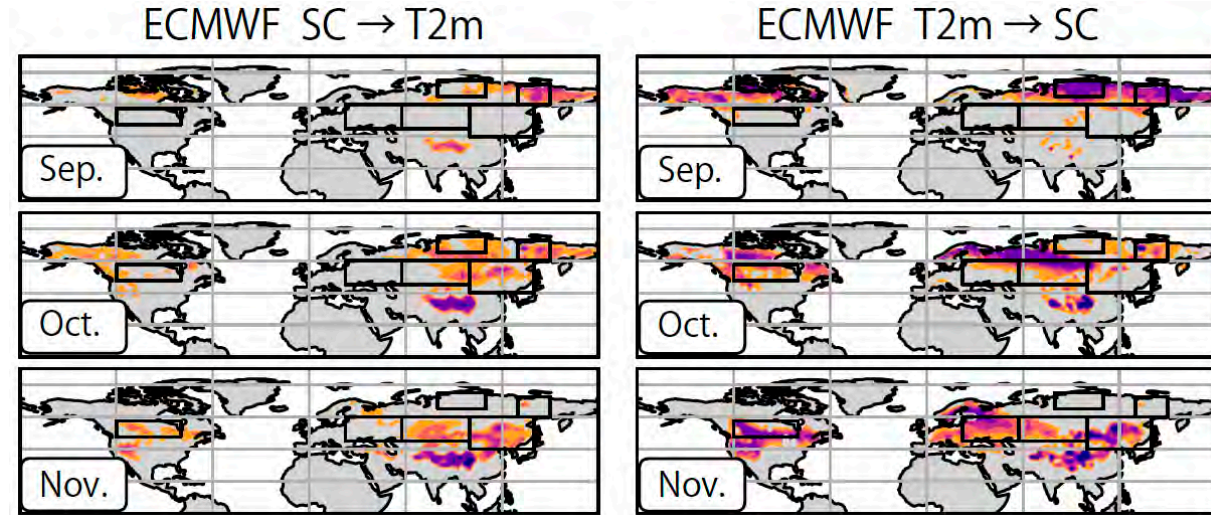 ECMWF SC → T2m
ECMWF T2m → SC
Sep.
Sep.
Oct.
Oct.
Nov.
Nov.